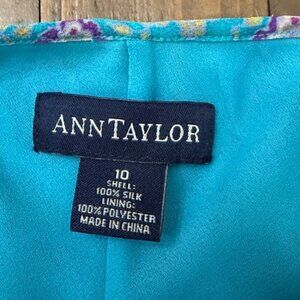 ANNTAYLOR
10
SHELL:
100% SILK
LINING:
100% POLYESTER
MADE IN CHINA